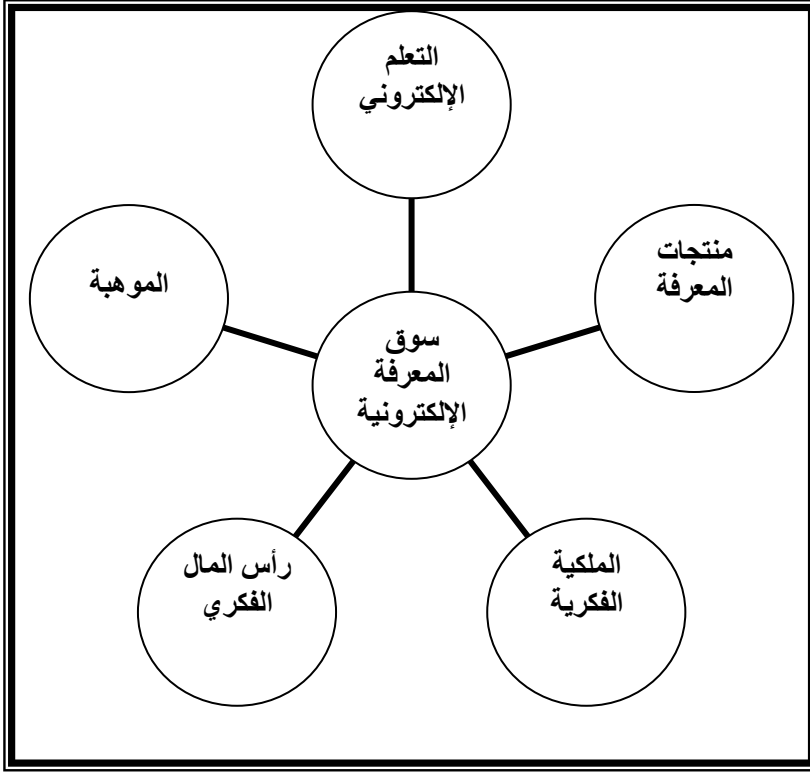 التعلم
الإلكتروني
منتجات
المعرفة
الموهبة
سوق
المعرفة
الإلكترونية
الملكية
الفكرية
رأس المال
الفكري